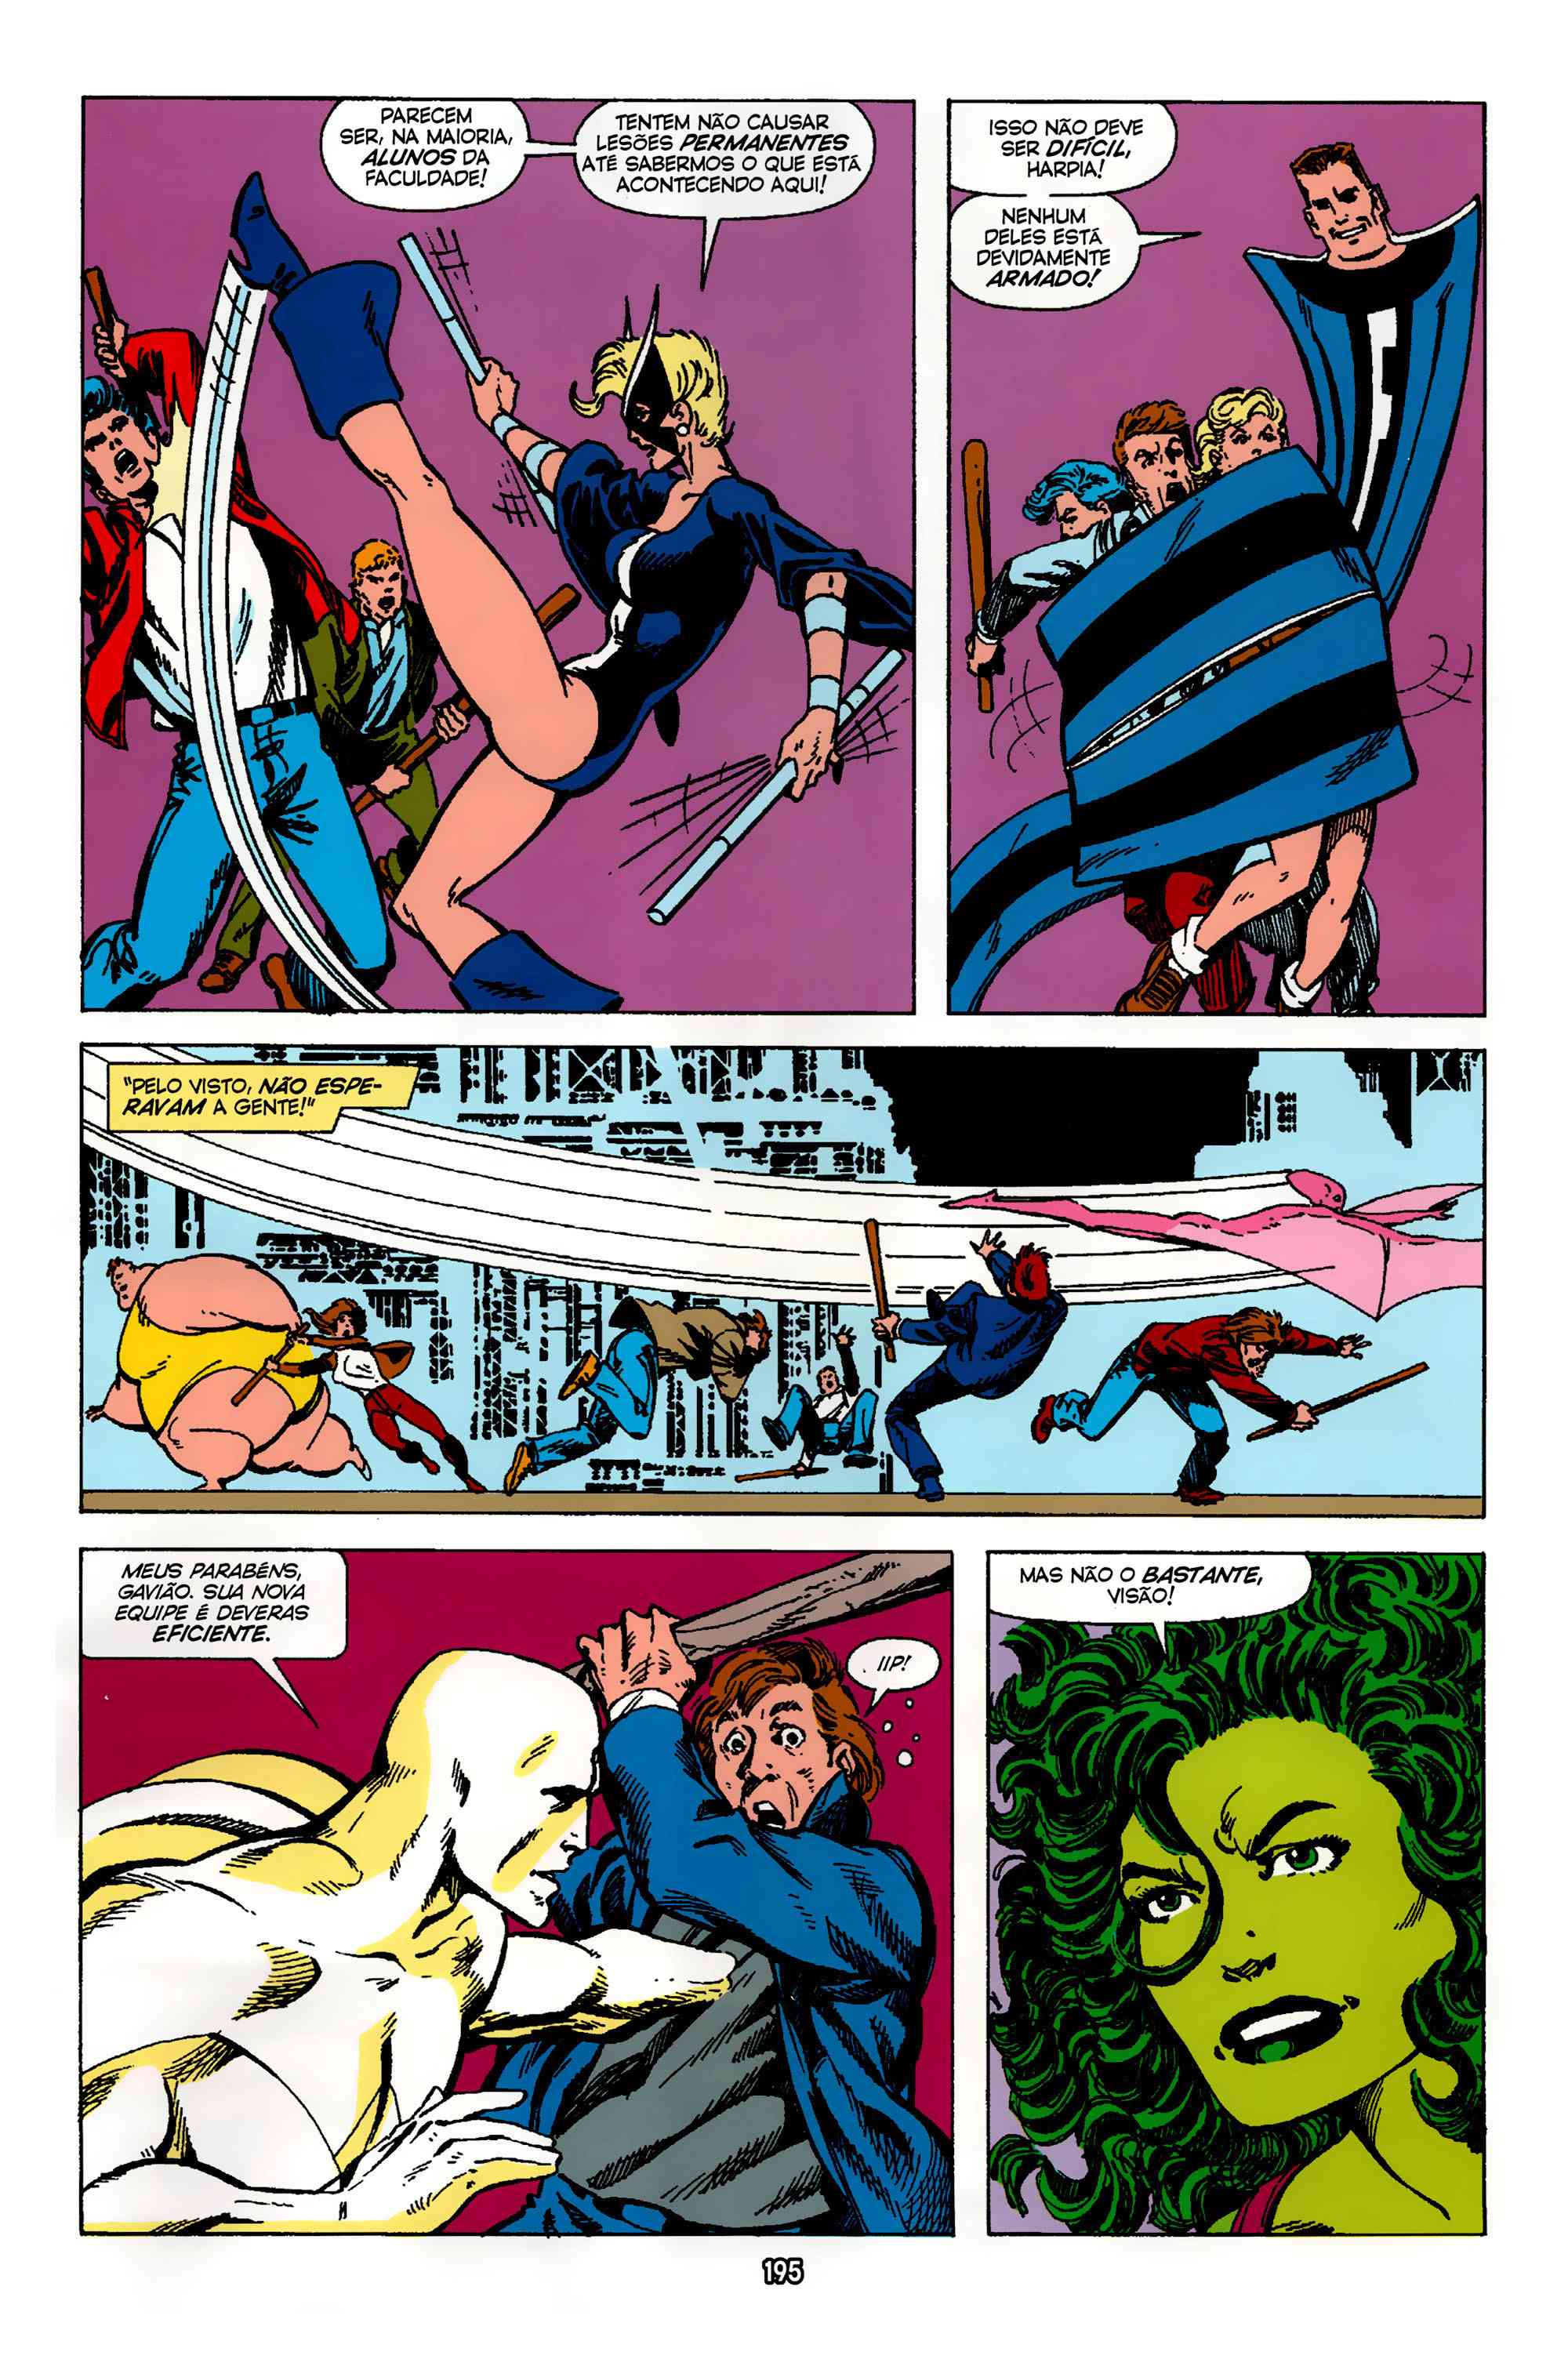 PARECEM
SER, NA MAIORIA,
ALUNOS DA
FACULDADE!
TENTEM NÃO CAUSAR
LESÕES PERMANENTES
ATÉ SABERMOS O QUE ESTÁ
ACONTECENDO AQUI!
ISSO NÃO DEVE
SER DIFÍCIL,
HARPIA!
NENHUM
DELES ESTÁ
DEVIDAMENTE
ARMADO!
"PELO VISTO, NÃO ESPE-
RAVAM A GENTE!"
MEUS PARABÉNS,
GAVIÃO. SUA NOVA
EQUIPE É DEVERAS
EFICIENTE.
IIP!
MAS NÃO O BASTANTE,
VISÃO!
195